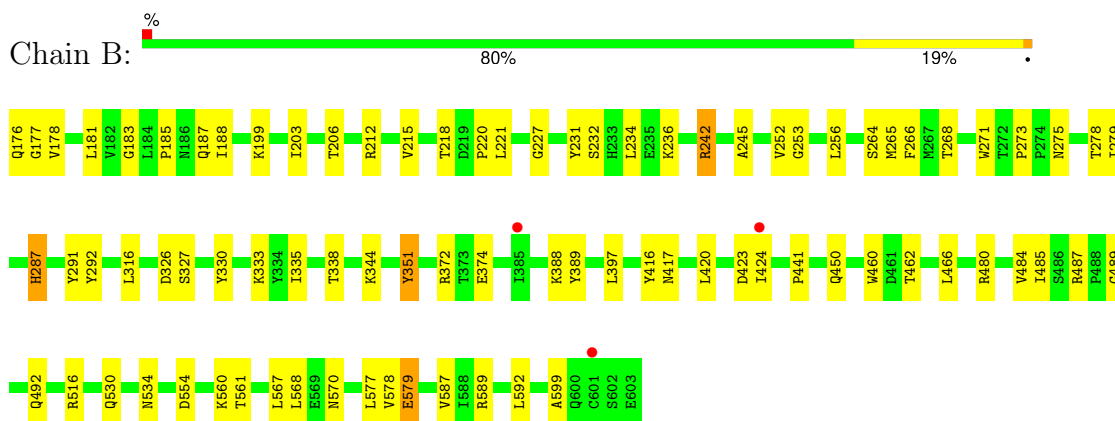 %
Chain B:
80% 19% •
Q176 G177 V178 L181 V182 G183 L184 P185 N186 Q187 I188 K199 I203 T206 R212 V215 T218 D219 P220 L221 G227 Y231 S232 H233 L234 E235 K236 R242 A245 V252 G253 L256 S264 M265 F266 M267 T268 W271 T272 P273 P274 N275 T278
H287 Y291 Y292 L316 D326 S327 Y330 K333 Y334 I335 T338 K344 Y351 R372 T373 E374 I385 K388 Y389 L397 Y416 N417 L420 D423 I424 P441 Q450 W460 D461 T462 L466 R480 V484 I485 S486 R487 P488
Q492 R516 Q530 N534 D554 K560 T561 L567 L568 E569 N570 L577 V578 E579 V587 I588 R589 L592 A599 Q600 C601 S602 E603